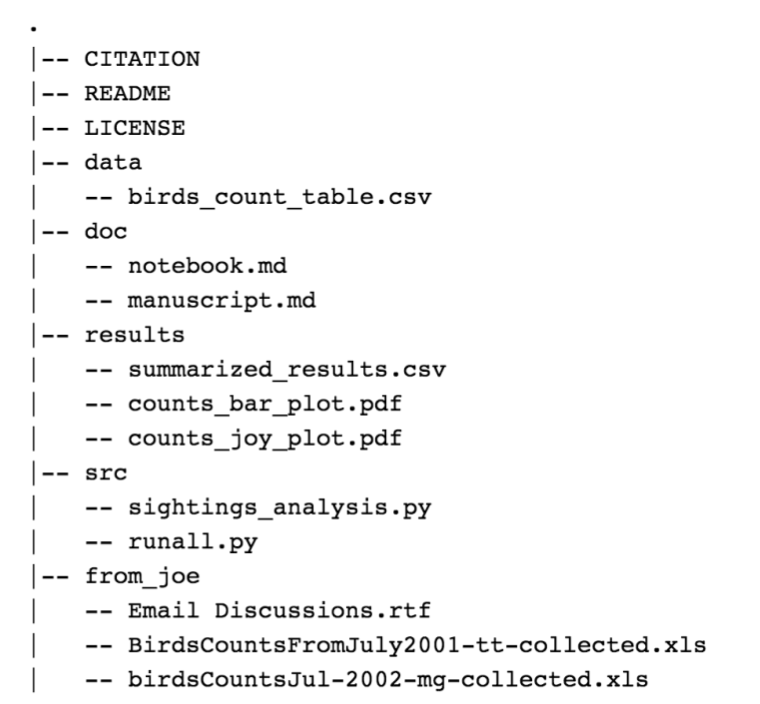 .
|-- CITATION
|-- README
|-- LICENSE
|-- data
|   -- birds_count_table.csv
|-- doc
|   -- notebook.md
|   -- manuscript.md
|-- results
|   -- summarized_results.csv
|   -- counts_bar_plot.pdf
|   -- counts_joy_plot.pdf
|-- src
|   -- sightings_analysis.py
|   -- runall.py
|-- from_joe
|   -- Email Discussions.rtf
|   -- BirdsCountsFromJuly2001-tt-collected.xls
|   -- birdsCountsJul-2002-mg-collected.xls